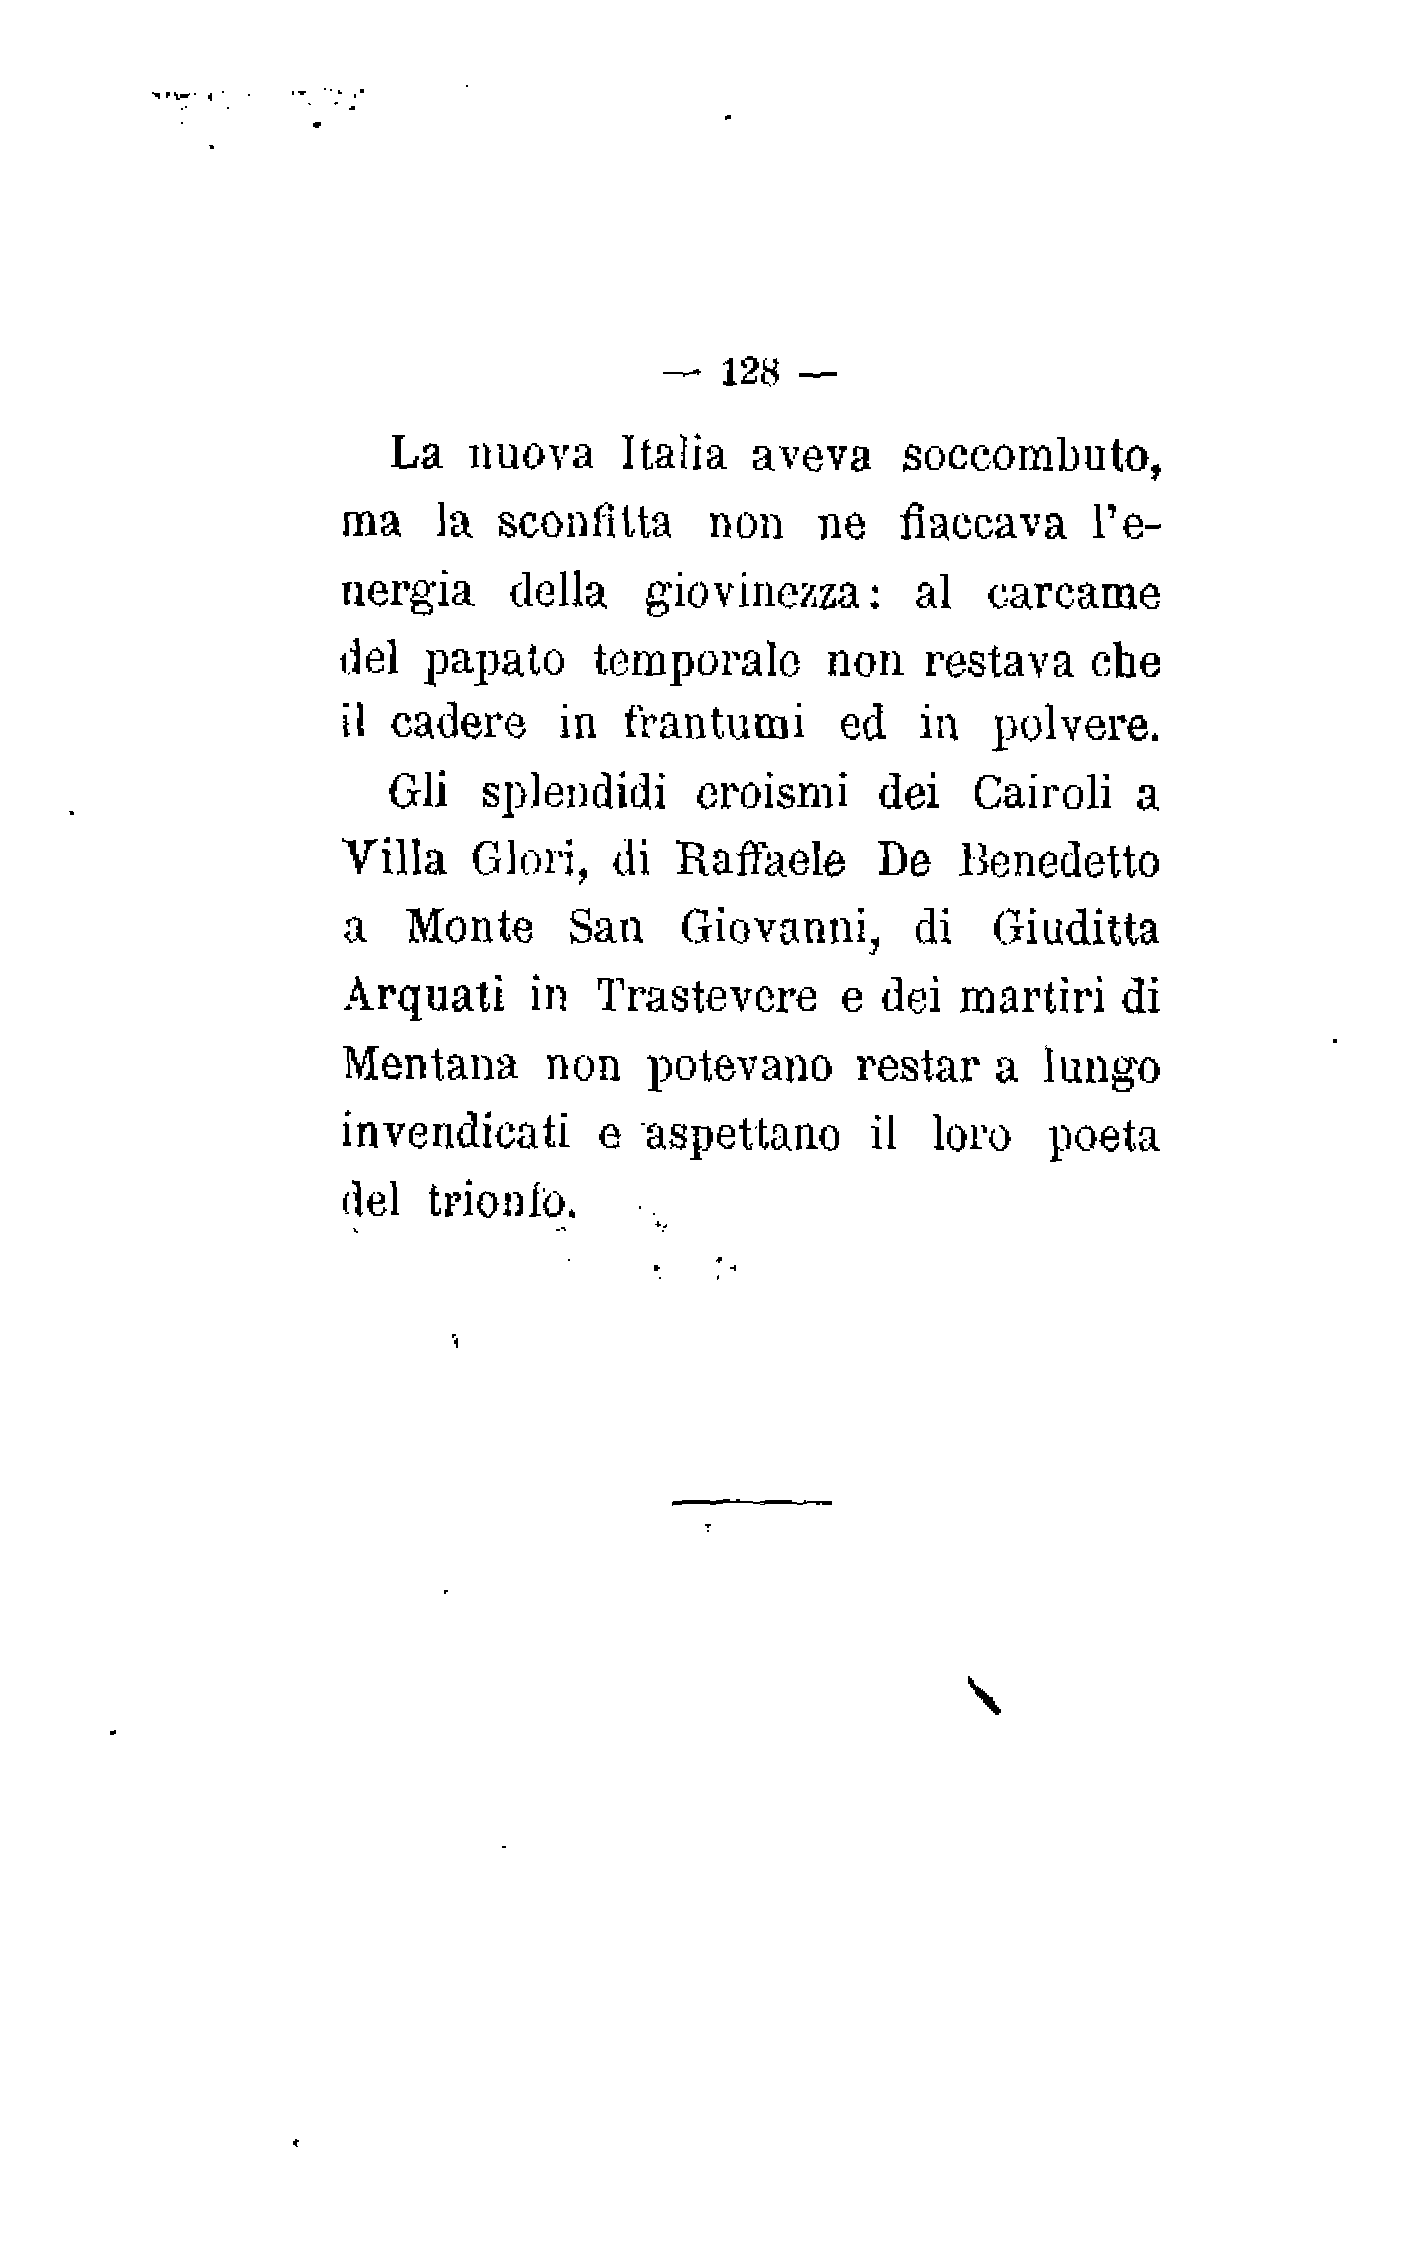 — 128 —
La nuova Italia aveva soccombuto,
ma la sconfitta non ne fiaccava l'e-
nergia della giovinezza: al carcame
del papato temporale non restava che
il cadere in frantumi ed in polvere.
Gli splendidi eroismi dei Cairoli a
Villa Glori, di Raffaele De Benedetto
a Monte San Giovanni, di Giuditta
Arquati in Trastevere e dei martiri di
Mentana non potevano restar a lungo
invendicati e aspettano il loro poeta
del trionfo.